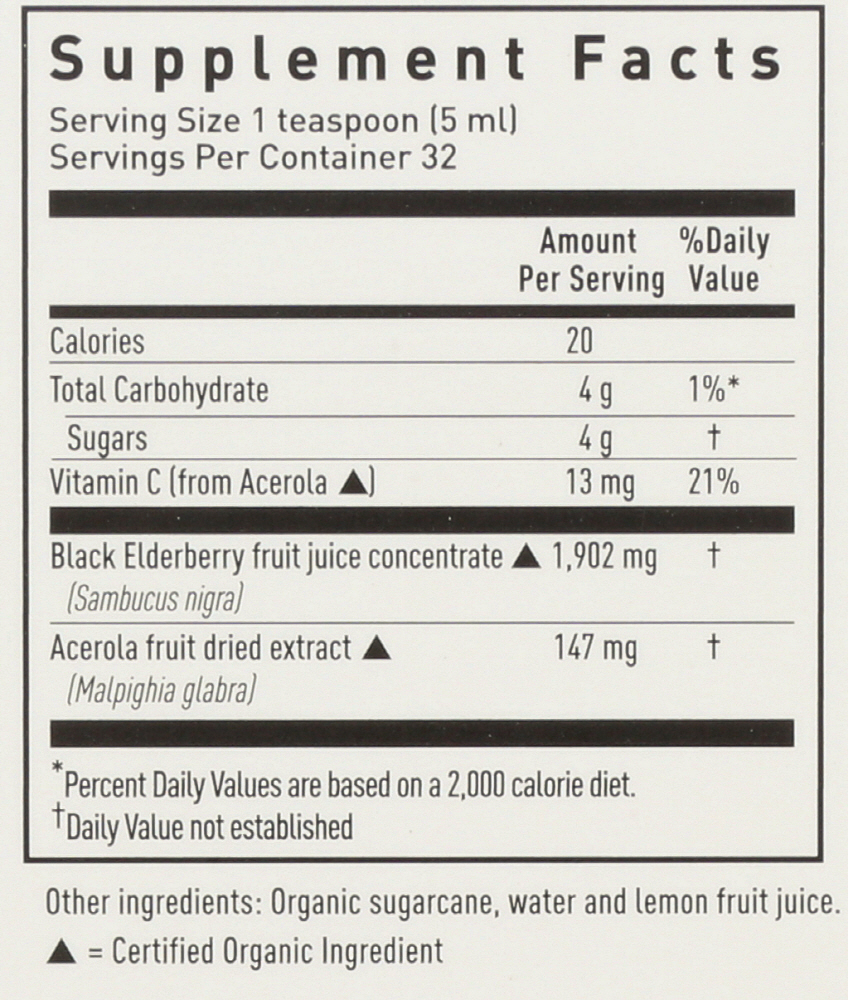 Supplement Facts
Serving Size 1 teaspoon (5 ml)
Servings Per Container 32
Amount %Daily
Per Serving Value
Calories 20
Total Carbohydrate 4 g 1%*
Sugars 4 g †
Vitamin C (from Acerola ▲) 13 mg 21%
Black Elderberry fruit juice concentrate ▲ 1,902 mg †
(Sambucus nigra)
Acerola fruit dried extract ▲ 147 mg †
(Malpighia glabra)
*Percent Daily Values are based on a 2,000 calorie diet.
†Daily Value not established
Other ingredients: Organic sugarcane, water and lemon fruit juice.
▲ = Certified Organic Ingredient